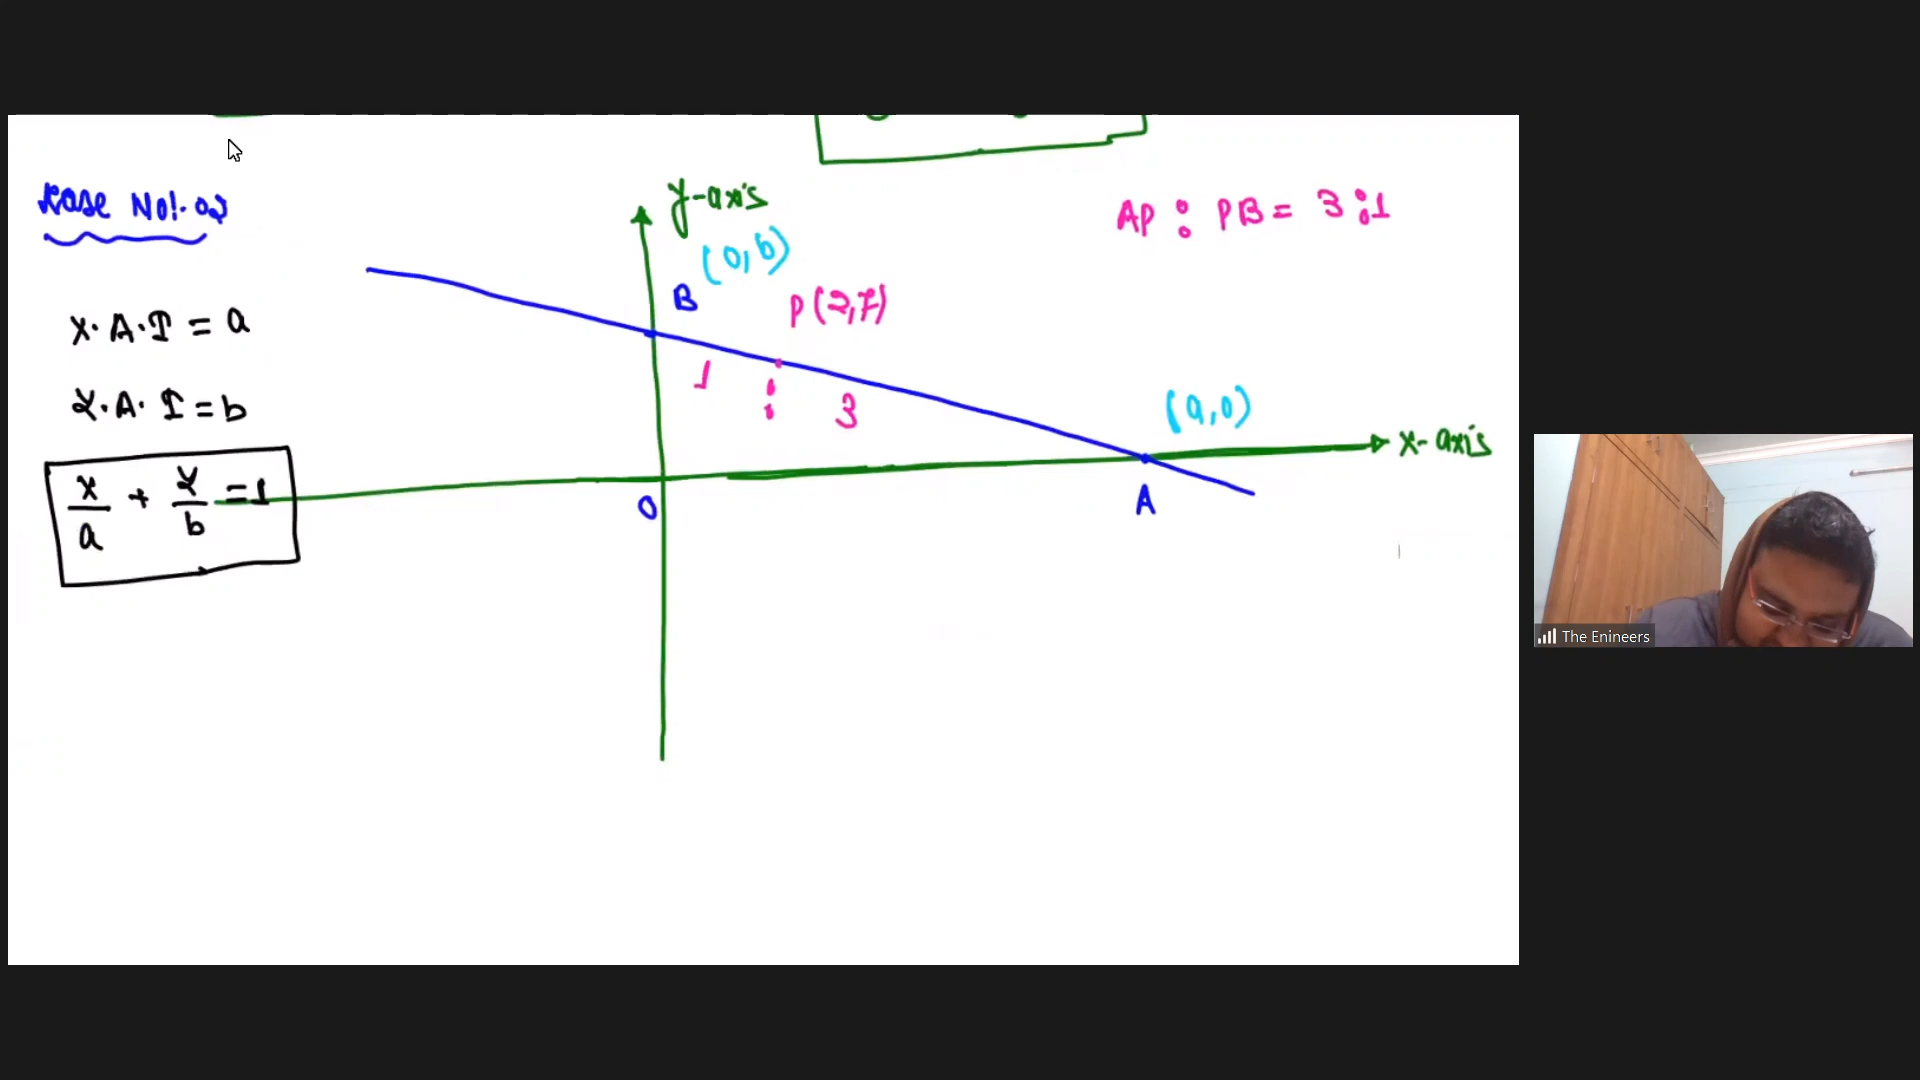 Case No!. 02
y-axis
AP : PB = 3 : 1
(0, b)
B
P(2,7)
X. A. I = a
1 : 3
Y. A. I = b
(a, 0)
x-axis
x/a + y/b = 1
O
A
The Enineers